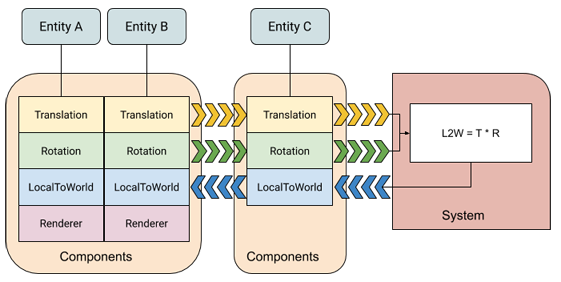 Entity A
Entity B
Entity C
Translation
Translation
Translation
Rotation
Rotation
Rotation
L2W = T * R
LocalToWorld
LocalToWorld
LocalToWorld
Renderer
Renderer
System
Components
Components